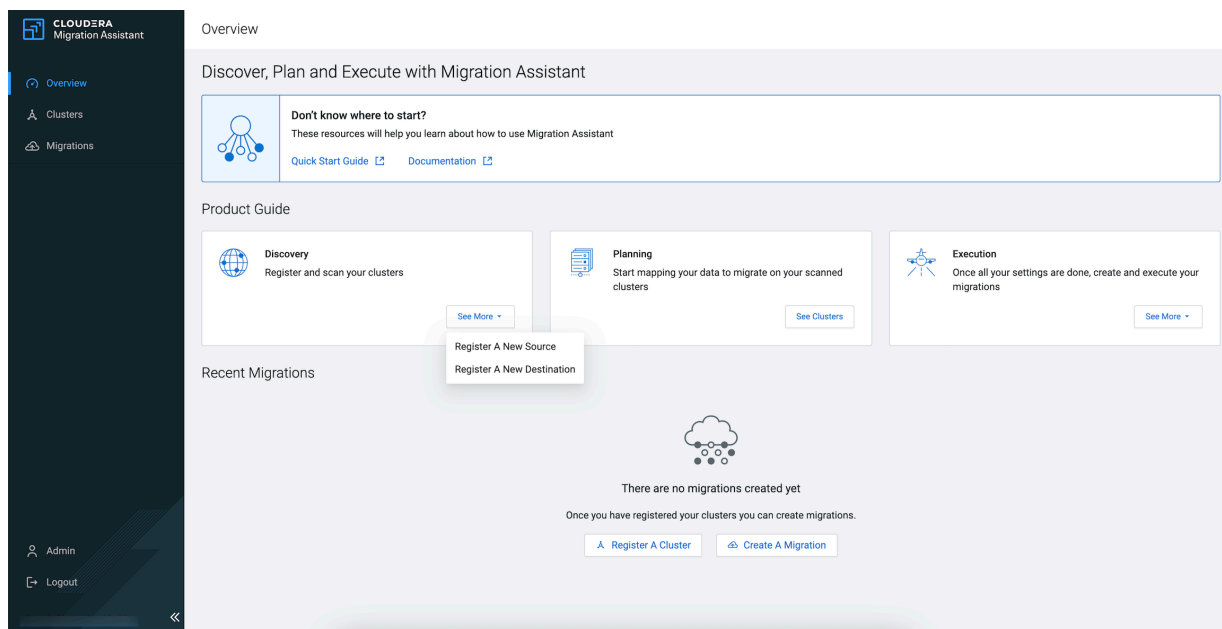 CLOUDΞRA
Migration Assistant
Overview
Clusters
Migrations
Admin
Logout
Overview
Discover, Plan and Execute with Migration Assistant
Don't know where to start?
These resources will help you learn about how to use Migration Assistant
Quick Start Guide
Documentation
Product Guide
Discovery
Register and scan your clusters
See More
Register A New Source
Register A New Destination
Planning
Start mapping your data to migrate on your scanned
clusters
See Clusters
Execution
Once all your settings are done, create and execute your
migrations
See More
Recent Migrations
There are no migrations created yet
Once you have registered your clusters you can create migrations.
Register A Cluster
Create A Migration